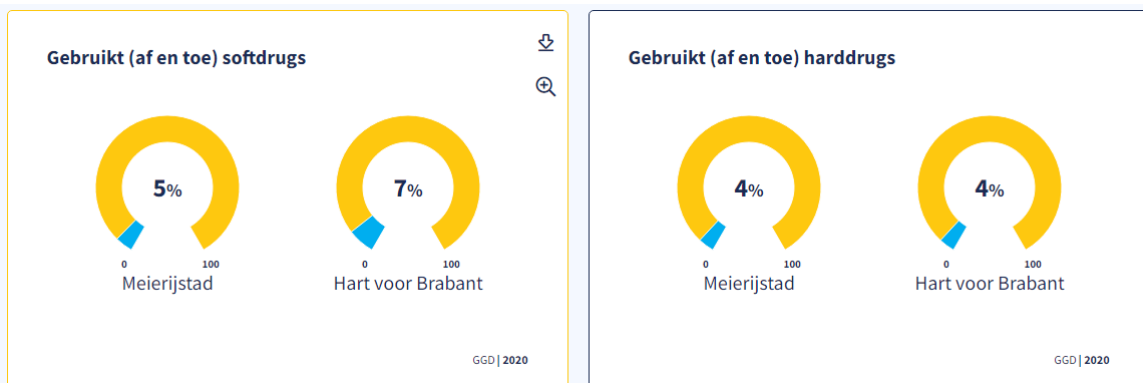 Gebruikt (af en toe) softdrugs
5%
7%
0 100
0 100
Meierijstad
Hart voor Brabant
GGD | 2020
Gebruikt (af en toe) harddrugs
4%
4%
0 100
0 100
Meierijstad
Hart voor Brabant
GGD | 2020